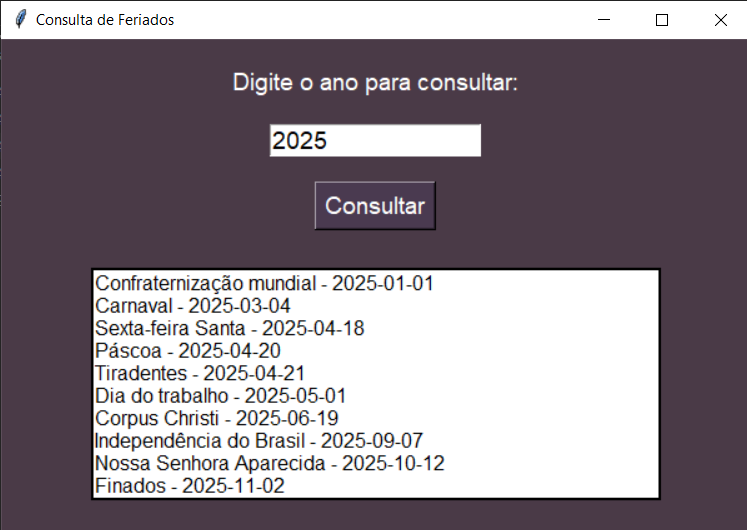 Consulta de Feriados
Digite o ano para consultar:
2025
Consultar
Confraternização mundial - 2025-01-01
Carnaval - 2025-03-04
Sexta-feira Santa - 2025-04-18
Páscoa - 2025-04-20
Tiradentes - 2025-04-21
Dia do trabalho - 2025-05-01
Corpus Christi - 2025-06-19
Independência do Brasil - 2025-09-07
Nossa Senhora Aparecida - 2025-10-12
Finados - 2025-11-02